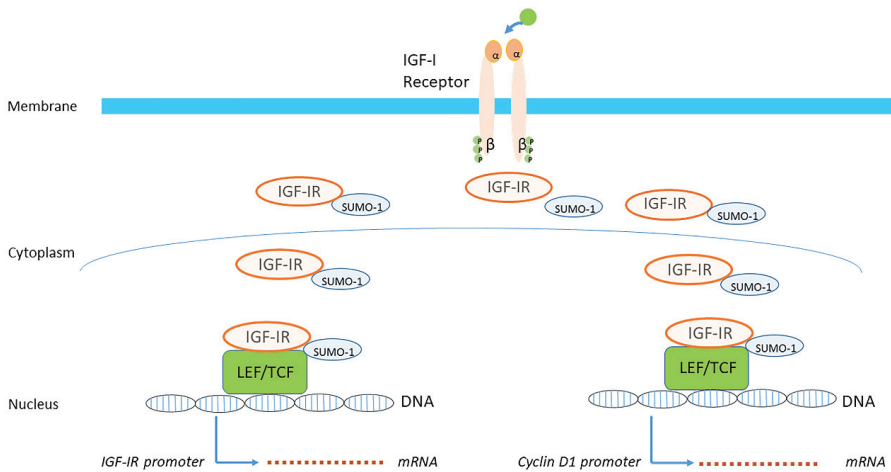 α α
IGF-I
Receptor
Membrane
P β β P
P P
P P
IGF-IR
IGF-IR
SUMO-1
SUMO-1
IGF-IR
SUMO-1
Cytoplasm
IGF-IR
SUMO-1
IGF-IR
SUMO-1
IGF-IR
SUMO-1
LEF/TCF
IGF-IR
SUMO-1
LEF/TCF
Nucleus
DNA
DNA
IGF-IR promoter
mRNA
Cyclin D1 promoter
mRNA